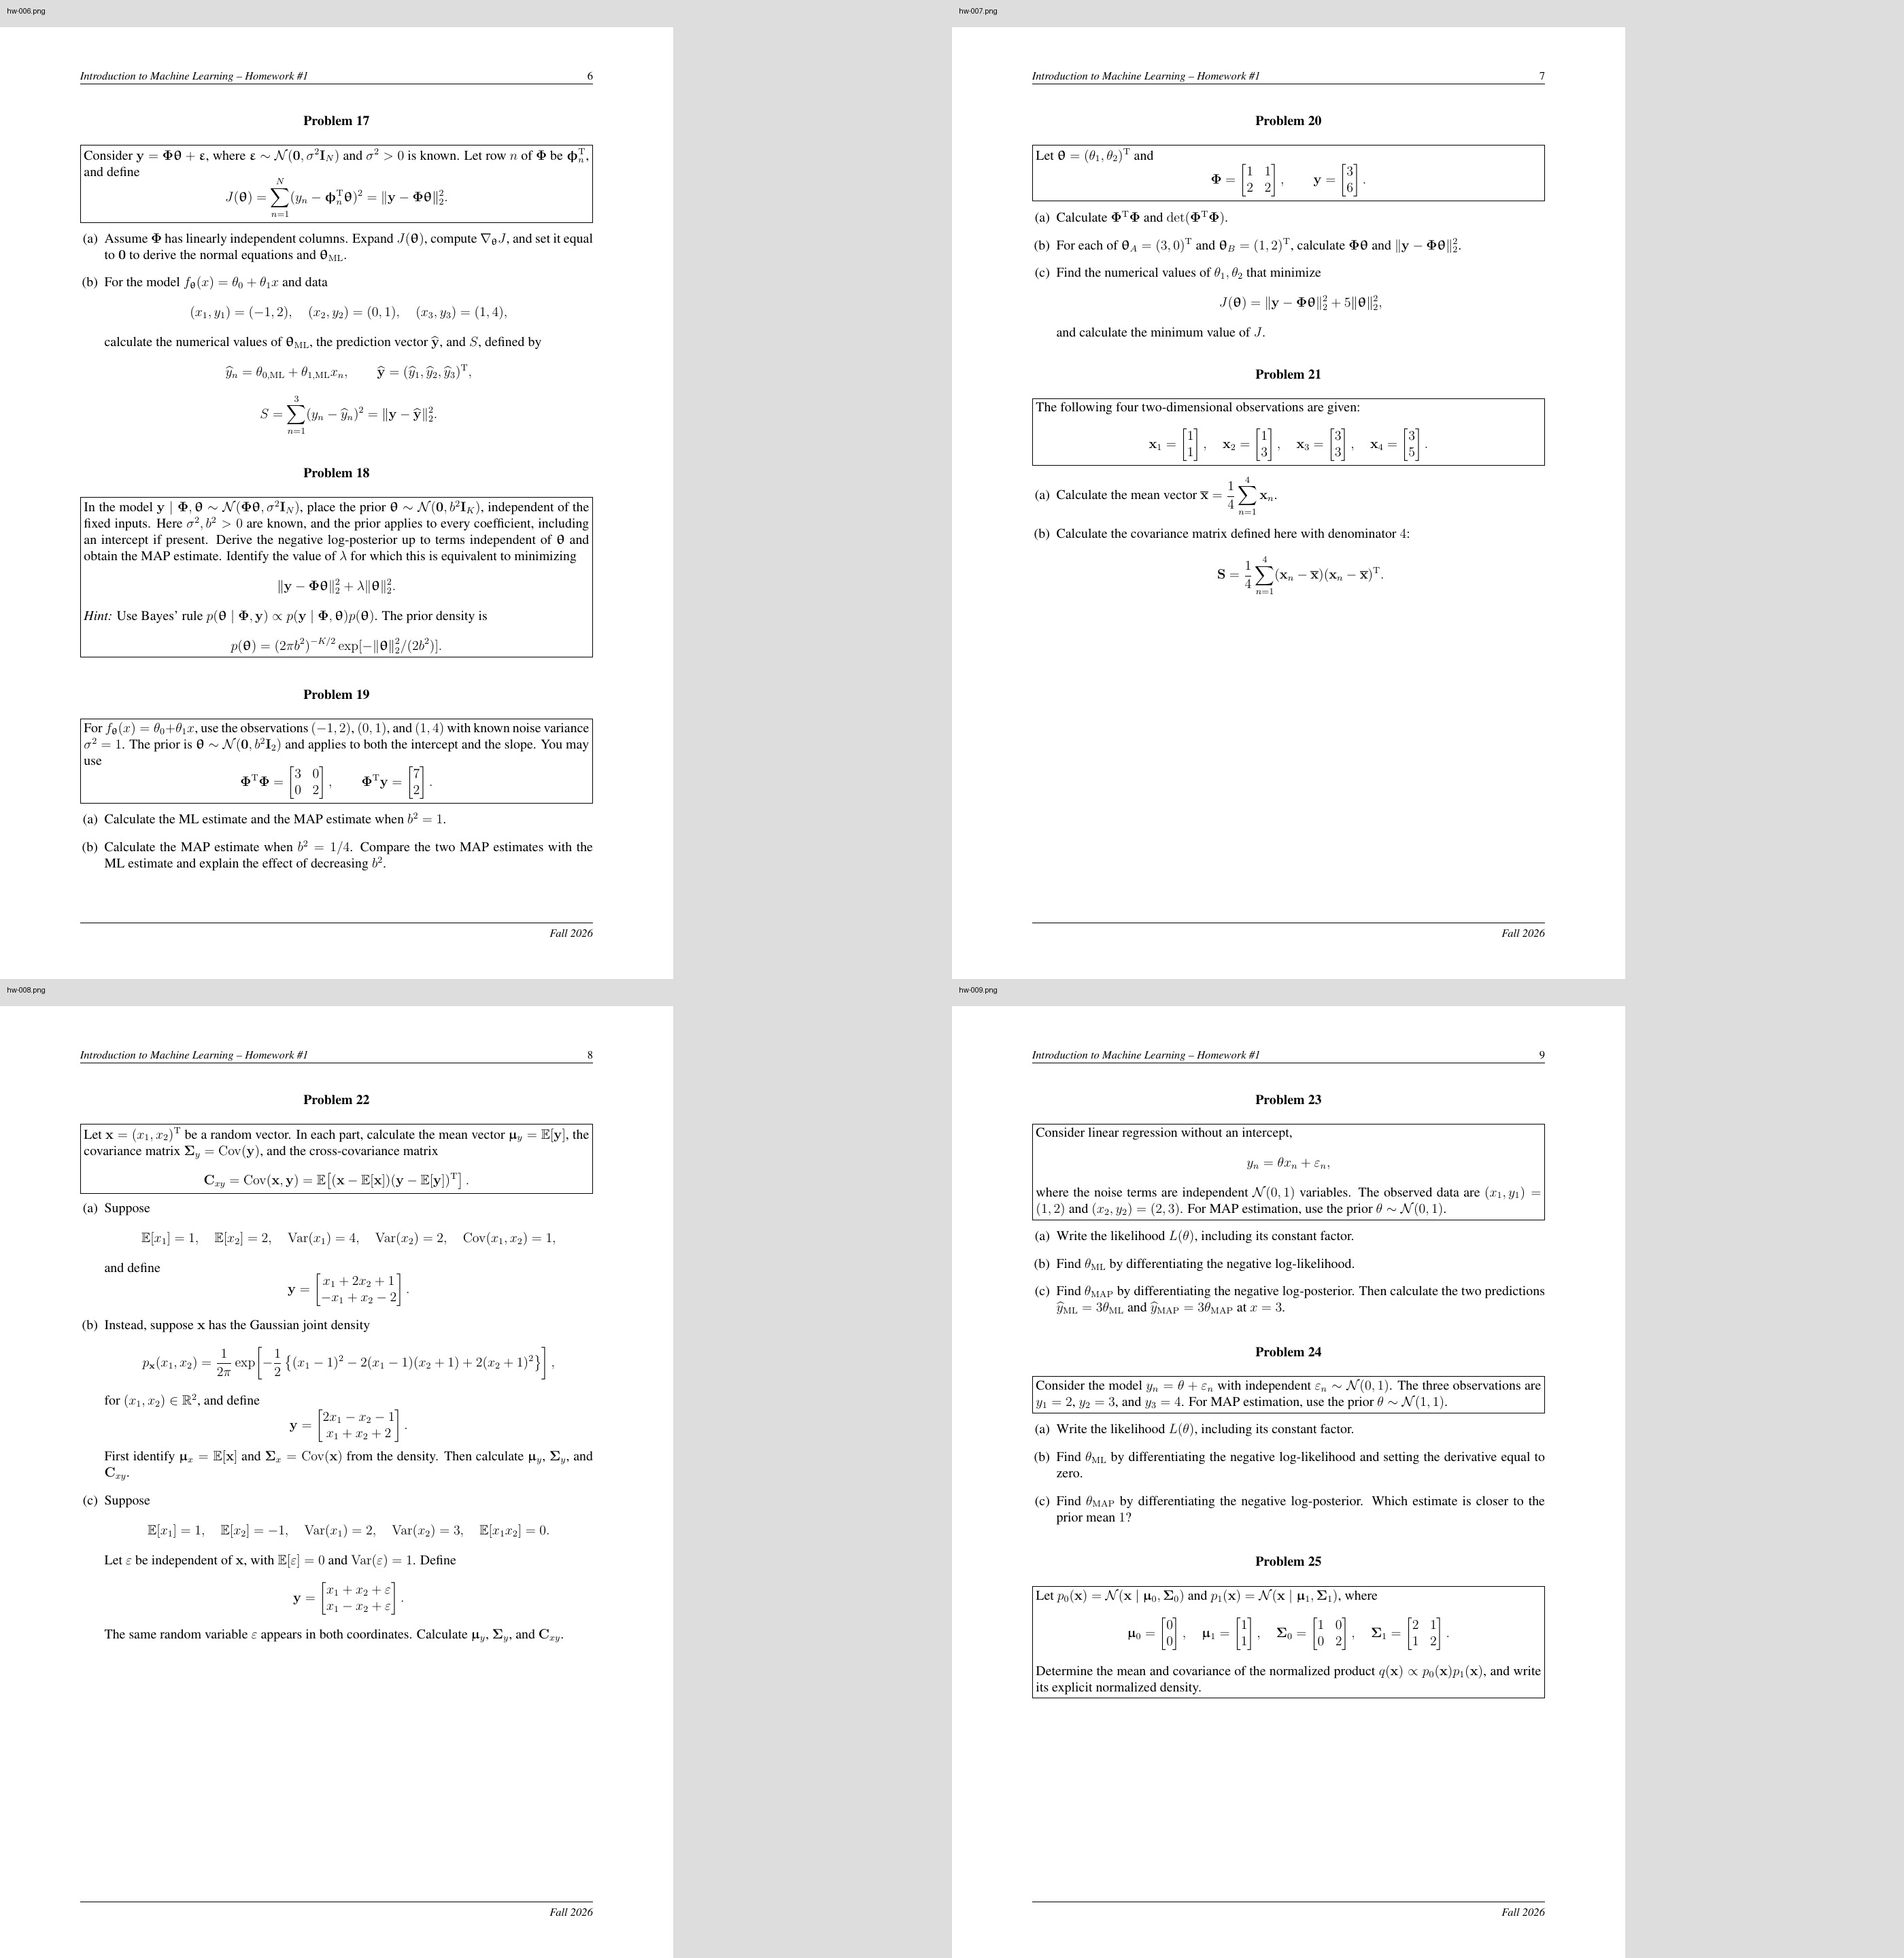 hw-006.png
Introduction to Machine Learning – Homework #1 6
Problem 17
Consider y = Φθ + ε, where ε ∼ N(0, σ²I_N) and σ² > 0 is known. Let row n of Φ be ϕ_n^T,
and define
J(θ) = ∑_{n=1}^{N} (y_n − ϕ_n^T θ)² = ‖y − Φθ‖₂².
(a) Assume Φ has linearly independent columns. Expand J(θ), compute ∇_θ J, and set it equal
to 0 to derive the normal equations and θ_ML.
(b) For the model f_θ(x) = θ₀ + θ₁x and data
(x₁, y₁) = (−1, 2), (x₂, y₂) = (0, 1), (x₃, y₃) = (1, 4),
calculate the numerical values of θ_ML, the prediction vector ŷ, and S, defined by
ŷ_n = θ_{0,ML} + θ_{1,ML} x_n, ŷ = (ŷ₁, ŷ₂, ŷ₃)^T,
S = ∑_{n=1}^{3} (y_n − ŷ_n)² = ‖y − ŷ‖₂².
Problem 18
In the model y | Φ, θ ∼ N(Φθ, σ²I_N), place the prior θ ∼ N(0, b²I_K), independent of the
fixed inputs. Here σ², b² > 0 are known, and the prior applies to every coefficient, including
an intercept if present. Derive the negative log-posterior up to terms independent of θ and
obtain the MAP estimate. Identify the value of λ for which this is equivalent to minimizing
‖y − Φθ‖₂² + λ‖θ‖₂².
Hint: Use Bayes' rule p(θ | Φ, y) ∝ p(y | Φ, θ)p(θ). The prior density is
p(θ) = (2πb²)^{−K/2} exp[−‖θ‖₂²/(2b²)].
Problem 19
For f_θ(x) = θ₀+θ₁x, use the observations (−1, 2), (0, 1), and (1, 4) with known noise variance
σ² = 1. The prior is θ ∼ N(0, b²I₂) and applies to both the intercept and the slope. You may
use
Φ^TΦ = [3 0; 0 2], Φ^Ty = [7; 2].
(a) Calculate the ML estimate and the MAP estimate when b² = 1.
(b) Calculate the MAP estimate when b² = 1/4. Compare the two MAP estimates with the
ML estimate and explain the effect of decreasing b².
Fall 2026
hw-007.png
Introduction to Machine Learning – Homework #1 7
Problem 20
Let θ = (θ₁, θ₂)^T and
Φ = [1 1; 2 2], y = [3; 6].
(a) Calculate Φ^TΦ and det(Φ^TΦ).
(b) For each of θ_A = (3, 0)^T and θ_B = (1, 2)^T, calculate Φθ and ‖y − Φθ‖₂².
(c) Find the numerical values of θ₁, θ₂ that minimize
J(θ) = ‖y − Φθ‖₂² + 5‖θ‖₂²,
and calculate the minimum value of J.
Problem 21
The following four two-dimensional observations are given:
x₁ = [1; 1], x₂ = [1; 3], x₃ = [3; 3], x₄ = [3; 5].
(a) Calculate the mean vector x̄ = 1/4 ∑_{n=1}^{4} x_n.
(b) Calculate the covariance matrix defined here with denominator 4:
S = 1/4 ∑_{n=1}^{4} (x_n − x̄)(x_n − x̄)^T.
Fall 2026
hw-008.png
Introduction to Machine Learning – Homework #1 8
Problem 22
Let x = (x₁, x₂)^T be a random vector. In each part, calculate the mean vector μ_y = 𝔼[y], the
covariance matrix Σ_y = Cov(y), and the cross-covariance matrix
C_xy = Cov(x, y) = 𝔼[(x − 𝔼[x])(y − 𝔼[y])^T].
(a) Suppose
𝔼[x₁] = 1, 𝔼[x₂] = 2, Var(x₁) = 4, Var(x₂) = 2, Cov(x₁, x₂) = 1,
and define
y = [x₁ + 2x₂ + 1; −x₁ + x₂ − 2].
(b) Instead, suppose x has the Gaussian joint density
p_x(x₁, x₂) = 1/2π exp[−1/2 {(x₁ − 1)² − 2(x₁ − 1)(x₂ + 1) + 2(x₂ + 1)²}],
for (x₁, x₂) ∈ ℝ², and define
y = [2x₁ − x₂ − 1; x₁ + x₂ + 2].
First identify μ_x = 𝔼[x] and Σ_x = Cov(x) from the density. Then calculate μ_y, Σ_y, and
C_xy.
(c) Suppose
𝔼[x₁] = 1, 𝔼[x₂] = −1, Var(x₁) = 2, Var(x₂) = 3, 𝔼[x₁x₂] = 0.
Let ε be independent of x, with 𝔼[ε] = 0 and Var(ε) = 1. Define
y = [x₁ + x₂ + ε; x₁ − x₂ + ε].
The same random variable ε appears in both coordinates. Calculate μ_y, Σ_y, and C_xy.
Fall 2026
hw-009.png
Introduction to Machine Learning – Homework #1 9
Problem 23
Consider linear regression without an intercept,
y_n = θx_n + ε_n,
where the noise terms are independent N(0, 1) variables. The observed data are (x₁, y₁) =
(1, 2) and (x₂, y₂) = (2, 3). For MAP estimation, use the prior θ ∼ N(0, 1).
(a) Write the likelihood L(θ), including its constant factor.
(b) Find θ_ML by differentiating the negative log-likelihood.
(c) Find θ_MAP by differentiating the negative log-posterior. Then calculate the two predictions
ŷ_ML = 3θ_ML and ŷ_MAP = 3θ_MAP at x = 3.
Problem 24
Consider the model y_n = θ + ε_n with independent ε_n ∼ N(0, 1). The three observations are
y₁ = 2, y₂ = 3, and y₃ = 4. For MAP estimation, use the prior θ ∼ N(1, 1).
(a) Write the likelihood L(θ), including its constant factor.
(b) Find θ_ML by differentiating the negative log-likelihood and setting the derivative equal to
zero.
(c) Find θ_MAP by differentiating the negative log-posterior. Which estimate is closer to the
prior mean 1?
Problem 25
Let p₀(x) = N(x | μ₀, Σ₀) and p₁(x) = N(x | μ₁, Σ₁), where
μ₀ = [0; 0], μ₁ = [1; 1], Σ₀ = [1 0; 0 2], Σ₁ = [2 1; 1 2].
Determine the mean and covariance of the normalized product q(x) ∝ p₀(x)p₁(x), and write
its explicit normalized density.
Fall 2026